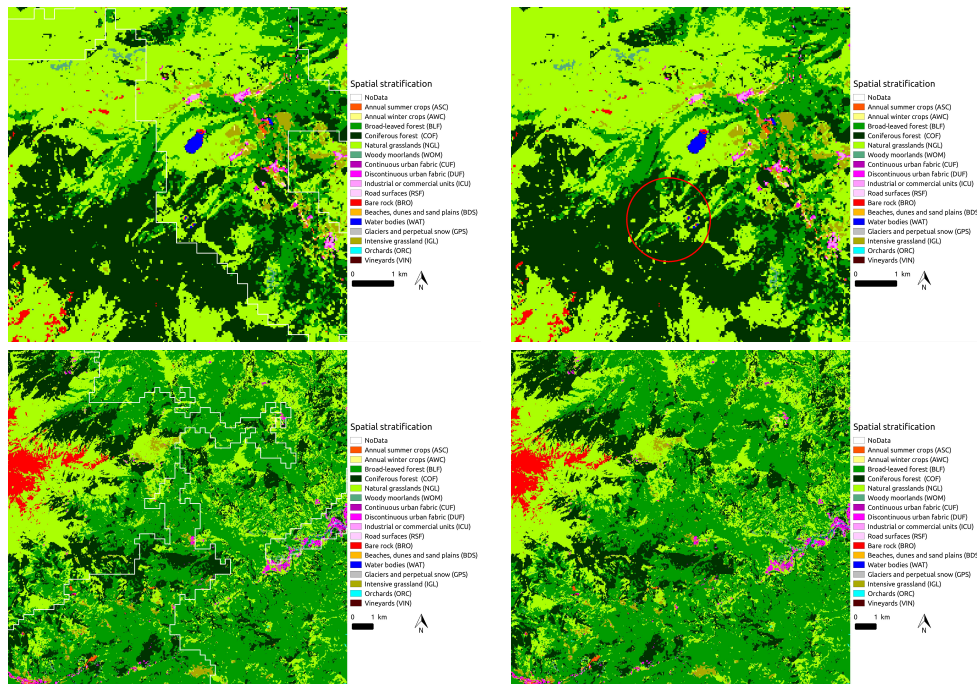 Spatial stratification
NoData
Annual summer crops (ASC)
Annual winter crops (AWC)
Broad-leaved forest (BLF)
Coniferous forest (COF)
Natural grasslands (NGL)
Woody moorlands (WOM)
Continuous urban fabric (CUF)
Discontinuous urban fabric (DUF)
Industrial or commercial units (ICU)
Road surfaces (RSF)
Bare rock (BRO)
Beaches, dunes and sand plains (BDS)
Water bodies (WAT)
Glaciers and perpetual snow (GPS)
Intensive grassland (IGL)
Orchards (ORC)
Vineyards (VIN)
0 1 km
N
Spatial stratification
NoData
Annual summer crops (ASC)
Annual winter crops (AWC)
Broad-leaved forest (BLF)
Coniferous forest (COF)
Natural grasslands (NGL)
Woody moorlands (WOM)
Continuous urban fabric (CUF)
Discontinuous urban fabric (DUF)
Industrial or commercial units (ICU)
Road surfaces (RSF)
Bare rock (BRO)
Beaches, dunes and sand plains (BDS)
Water bodies (WAT)
Glaciers and perpetual snow (GPS)
Intensive grassland (IGL)
Orchards (ORC)
Vineyards (VIN)
0 1 km
N
Spatial stratification
NoData
Annual summer crops (ASC)
Annual winter crops (AWC)
Broad-leaved forest (BLF)
Coniferous forest (COF)
Natural grasslands (NGL)
Woody moorlands (WOM)
Continuous urban fabric (CUF)
Discontinuous urban fabric (DUF)
Industrial or commercial units (ICU)
Road surfaces (RSF)
Bare rock (BRO)
Beaches, dunes and sand plains (BDS)
Water bodies (WAT)
Glaciers and perpetual snow (GPS)
Intensive grassland (IGL)
Orchards (ORC)
Vineyards (VIN)
0 1 km
N
Spatial stratification
NoData
Annual summer crops (ASC)
Annual winter crops (AWC)
Broad-leaved forest (BLF)
Coniferous forest (COF)
Natural grasslands (NGL)
Woody moorlands (WOM)
Continuous urban fabric (CUF)
Discontinuous urban fabric (DUF)
Industrial or commercial units (ICU)
Road surfaces (RSF)
Bare rock (BRO)
Beaches, dunes and sand plains (BDS
Water bodies (WAT)
Glaciers and perpetual snow (GPS)
Intensive grassland (IGL)
Orchards (ORC)
Vineyards (VIN)
0 1 km
N